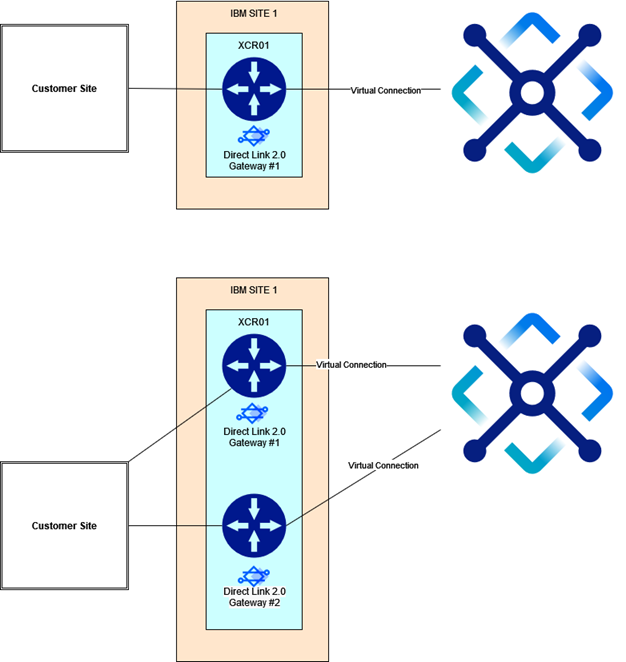 IBM SITE 1
XCR01
Customer Site
Virtual Connection
Direct Link 2.0
Gateway #1
IBM SITE 1
XCR01
Virtual Connection
Direct Link 2.0
Gateway #1
Virtual Connection
Customer Site
Direct Link 2.0
Gateway #2